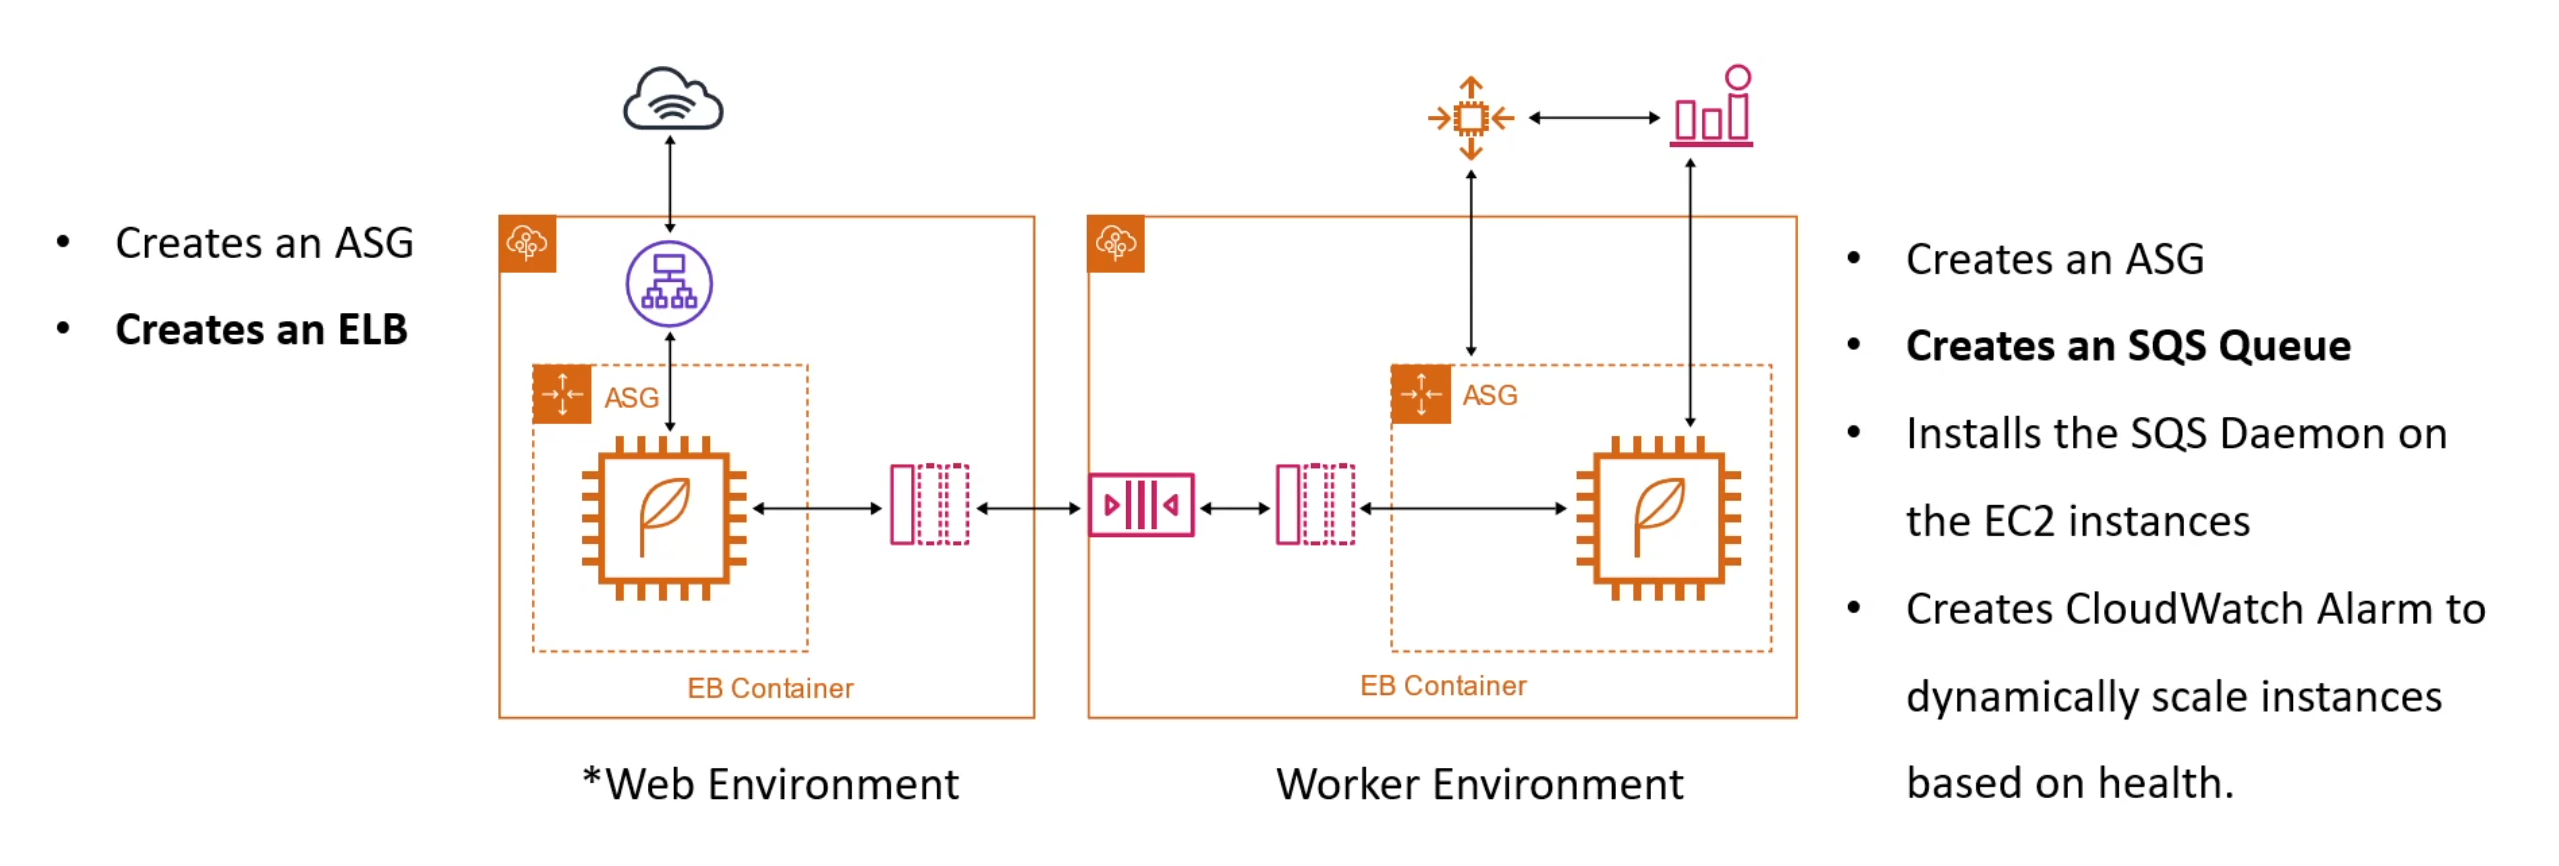 • Creates an ASG
• Creates an ELB
ASG
EB Container
*Web Environment
ASG
EB Container
Worker Environment
• Creates an ASG
• Creates an SQS Queue
• Installs the SQS Daemon on
the EC2 instances
• Creates CloudWatch Alarm to
dynamically scale instances
based on health.